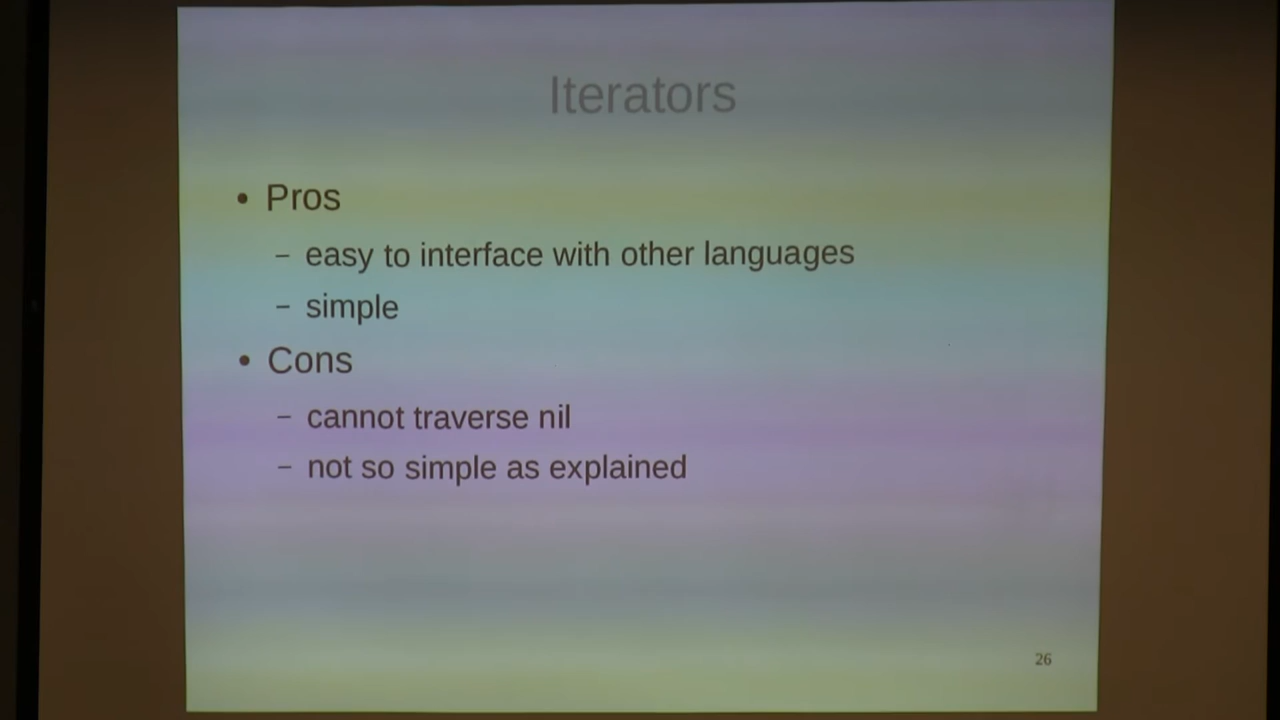 Iterators
• Pros
– easy to interface with other languages
– simple
• Cons
– cannot traverse nil
– not so simple as explained
26